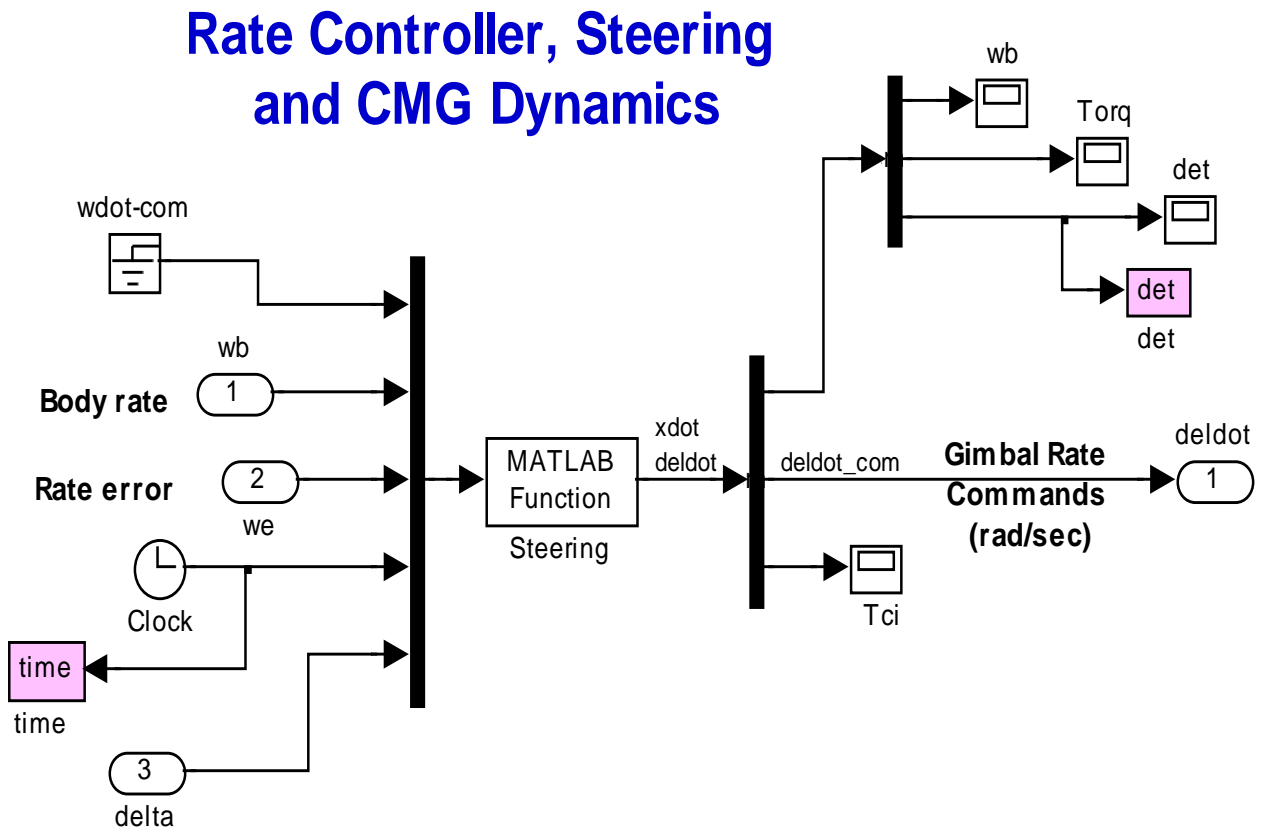 Rate Controller, Steering
and CMG Dynamics
wb
Torq
det
det
det
wdot-com
wb
Body rate
1
Rate error
2
we
Clock
time
time
3
delta
MATLAB
Function
Steering
xdot
deldot
deldot_com
Gimbal Rate
Commands
(rad/sec)
deldot
1
Tci